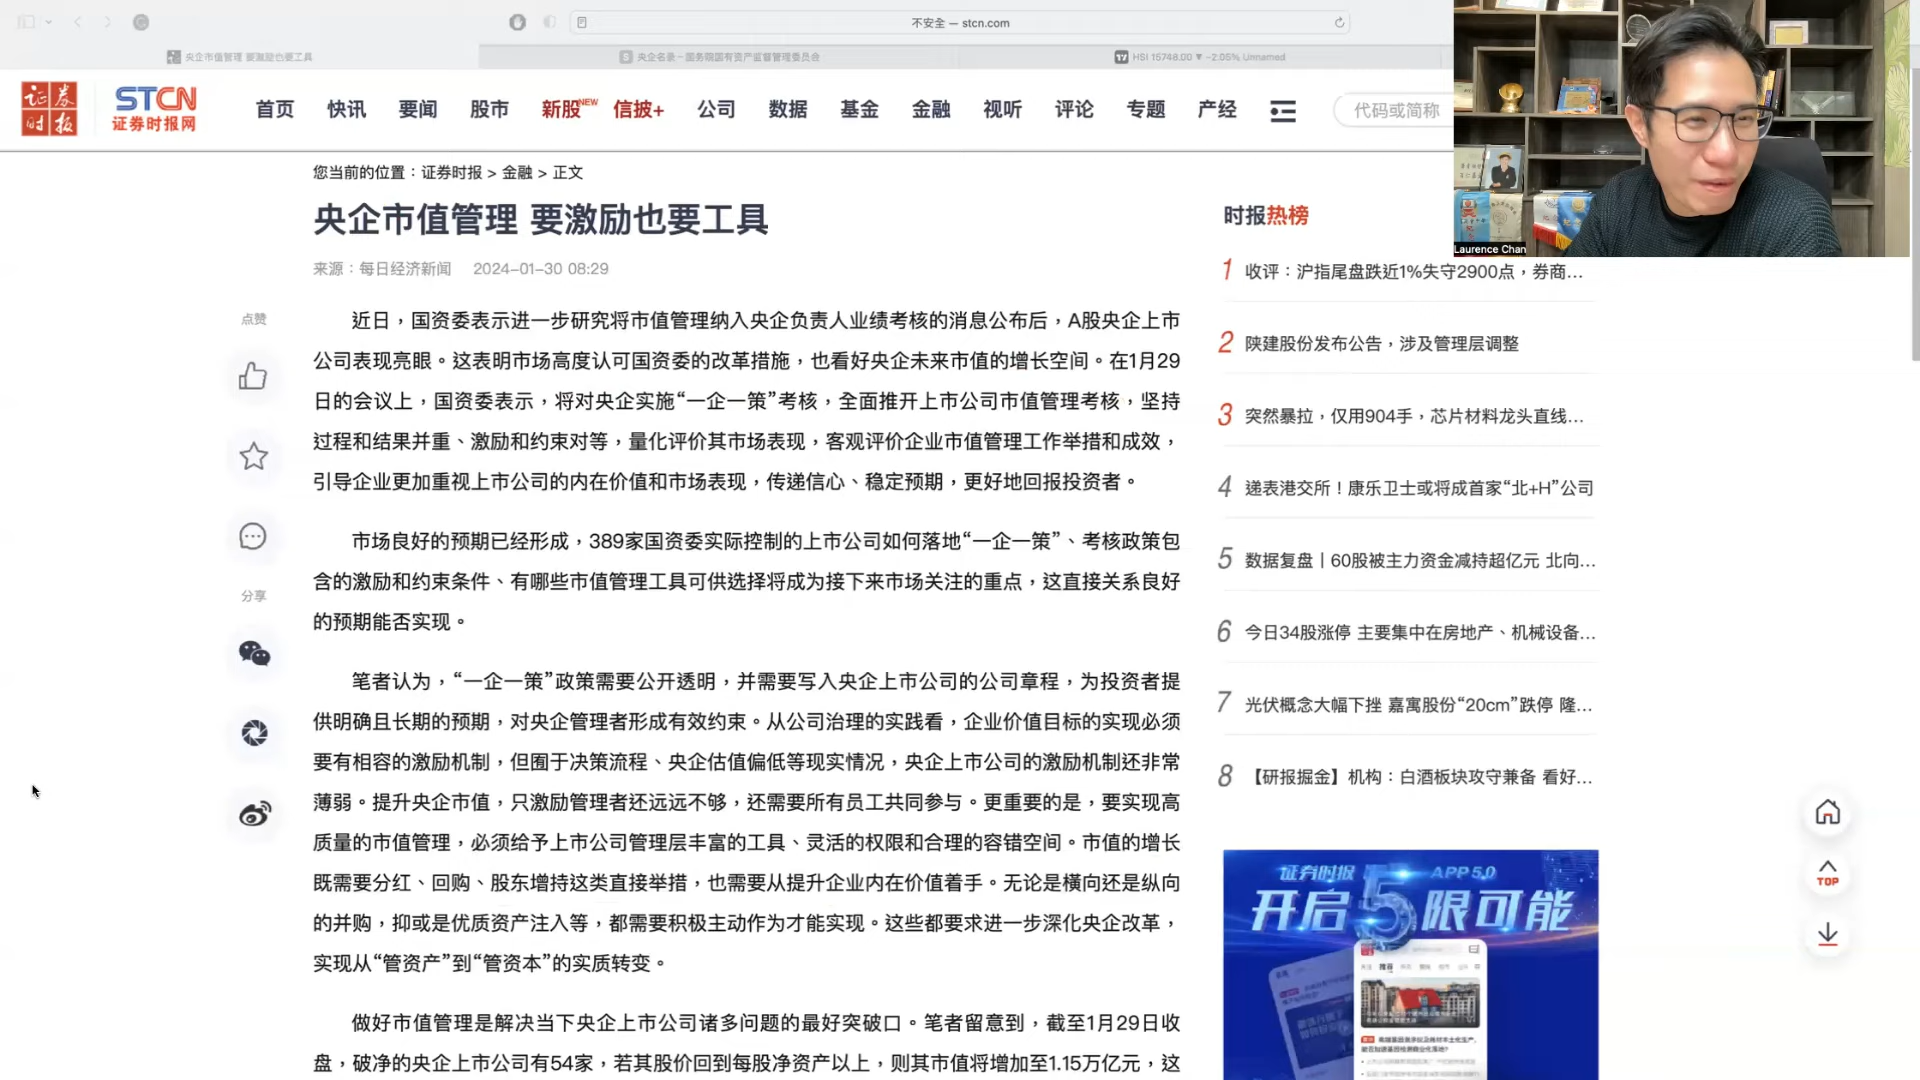 不安全 — stcn.com
央企市值管理 要激励也要工具
央企名录-国务院国有资产监督管理委员会
HSI 15748.00 ▼ −2.05% Unnamed
证券时报
STCN
证券时报网
首页 快讯 要闻 股市 新股NEW 信披+ 公司 数据 基金 金融 视听 评论 专题 产经
代码或简称
Laurence Chan
您当前的位置：证券时报 > 金融 > 正文
央企市值管理 要激励也要工具
来源：每日经济新闻 2024-01-30 08:29
点赞
分享
近日，国资委表示进一步研究将市值管理纳入央企负责人业绩考核的消息公布后，A股央企上市
公司表现亮眼。这表明市场高度认可国资委的改革措施，也看好央企未来市值的增长空间。在1月29
日的会议上，国资委表示，将对央企实施“一企一策”考核，全面推开上市公司市值管理考核，坚持
过程和结果并重、激励和约束对等，量化评价其市场表现，客观评价企业市值管理工作举措和成效，
引导企业更加重视上市公司的内在价值和市场表现，传递信心、稳定预期，更好地回报投资者。
市场良好的预期已经形成，389家国资委实际控制的上市公司如何落地“一企一策”、考核政策包
含的激励和约束条件、有哪些市值管理工具可供选择将成为接下来市场关注的重点，这直接关系良好
的预期能否实现。
笔者认为，“一企一策”政策需要公开透明，并需要写入央企上市公司的公司章程，为投资者提
供明确且长期的预期，对央企管理者形成有效约束。从公司治理的实践看，企业价值目标的实现必须
要有相容的激励机制，但囿于决策流程、央企估值偏低等现实情况，央企上市公司的激励机制还非常
薄弱。提升央企市值，只激励管理者还远远不够，还需要所有员工共同参与。更重要的是，要实现高
质量的市值管理，必须给予上市公司管理层丰富的工具、灵活的权限和合理的容错空间。市值的增长
既需要分红、回购、股东增持这类直接举措，也需要从提升企业内在价值着手。无论是横向还是纵向
的并购，抑或是优质资产注入等，都需要积极主动作为才能实现。这些都要求进一步深化央企改革，
实现从“管资产”到“管资本”的实质转变。
做好市值管理是解决当下央企上市公司诸多问题的最好突破口。笔者留意到，截至1月29日收
盘，破净的央企上市公司有54家，若其股价回到每股净资产以上，则其市值将增加至1.15万亿元，这
时报热榜
1 收评：沪指尾盘跌近1%失守2900点，券商...
2 陕建股份发布公告，涉及管理层调整
3 突然暴拉，仅用904手，芯片材料龙头直线...
4 递表港交所！康乐卫士或将成首家“北+H”公司
5 数据复盘丨60股被主力资金减持超亿元 北向...
6 今日34股涨停 主要集中在房地产、机械设备...
7 光伏概念大幅下挫 嘉寓股份“20cm”跌停 隆...
8 【研报掘金】机构：白酒板块攻守兼备 看好...
证券时报 APP 5.0
开启5限可能
TOP